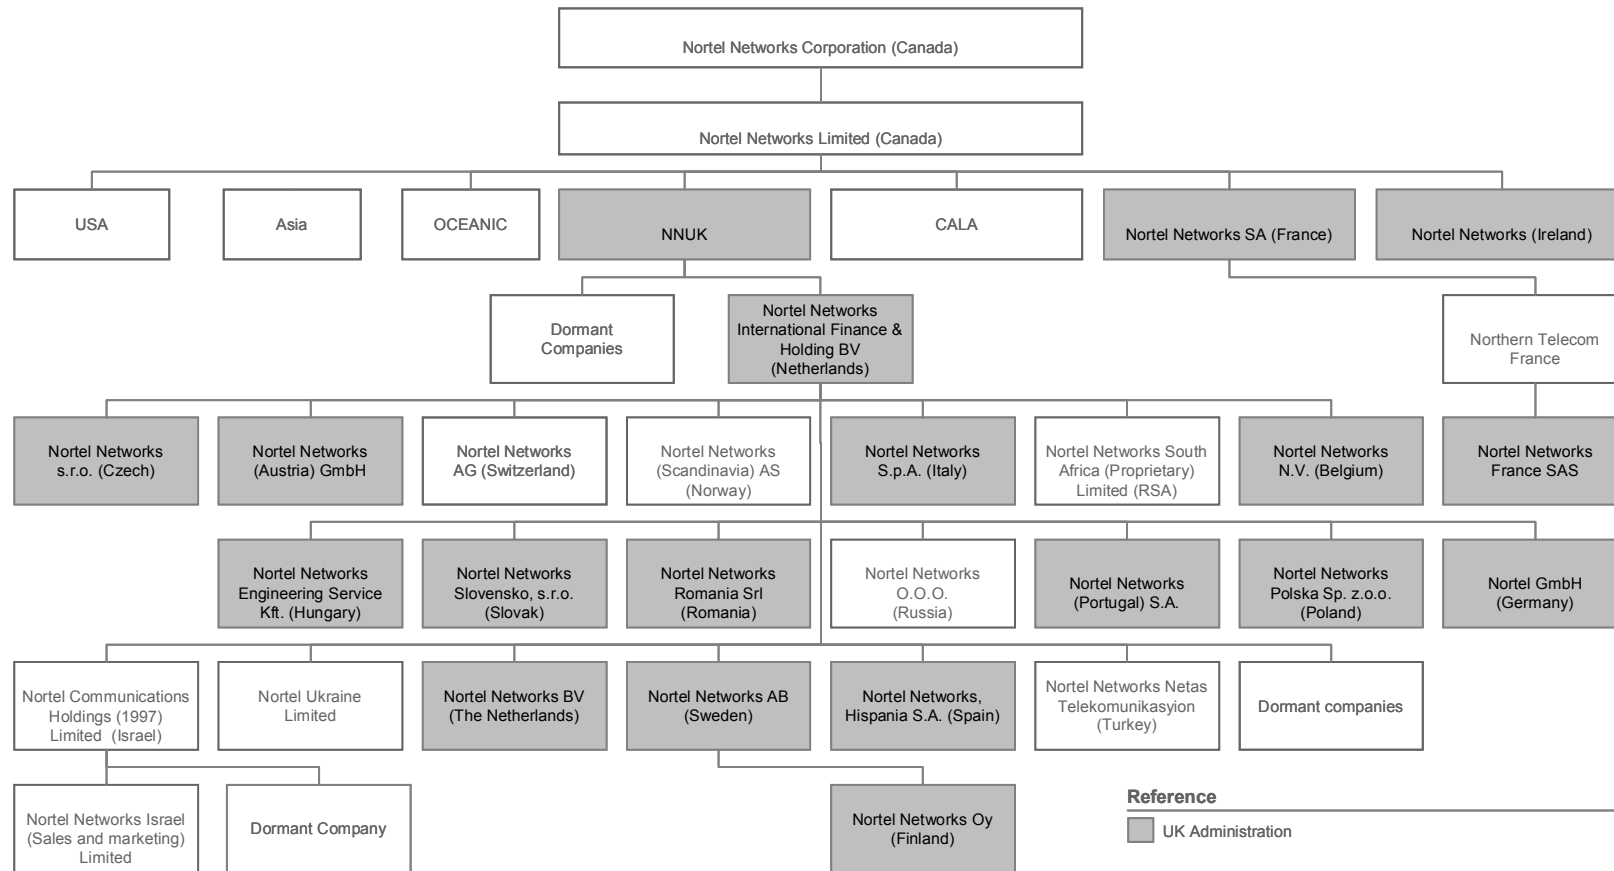 Nortel Networks Corporation (Canada)
Nortel Networks Limited (Canada)
USA
Asia
OCEANIC
NNUK
CALA
Nortel Networks SA (France)
Nortel Networks (Ireland)
Dormant
Companies
Nortel Networks
International Finance &
Holding BV
(Netherlands)
Northern Telecom
France
Nortel Networks
s.r.o. (Czech)
Nortel Networks
(Austria) GmbH
Nortel Networks
AG (Switzerland)
Nortel Networks
(Scandinavia) AS
(Norway)
Nortel Networks
S.p.A. (Italy)
Nortel Networks South
Africa (Proprietary)
Limited (RSA)
Nortel Networks
N.V. (Belgium)
Nortel Networks
France SAS
Nortel Networks
Engineering Service
Kft. (Hungary)
Nortel Networks
Slovensko, s.r.o.
(Slovak)
Nortel Networks
Romania Srl
(Romania)
Nortel Networks
O.O.O.
(Russia)
Nortel Networks
(Portugal) S.A.
Nortel Networks
Polska Sp. z.o.o.
(Poland)
Nortel GmbH
(Germany)
Nortel Communications
Holdings (1997)
Limited (Israel)
Nortel Ukraine
Limited
Nortel Networks BV
(The Netherlands)
Nortel Networks AB
(Sweden)
Nortel Networks,
Hispania S.A. (Spain)
Nortel Networks Netas
Telekomunikasyion
(Turkey)
Dormant companies
Nortel Networks Israel
(Sales and marketing)
Limited
Dormant Company
Nortel Networks Oy
(Finland)
Reference
UK Administration